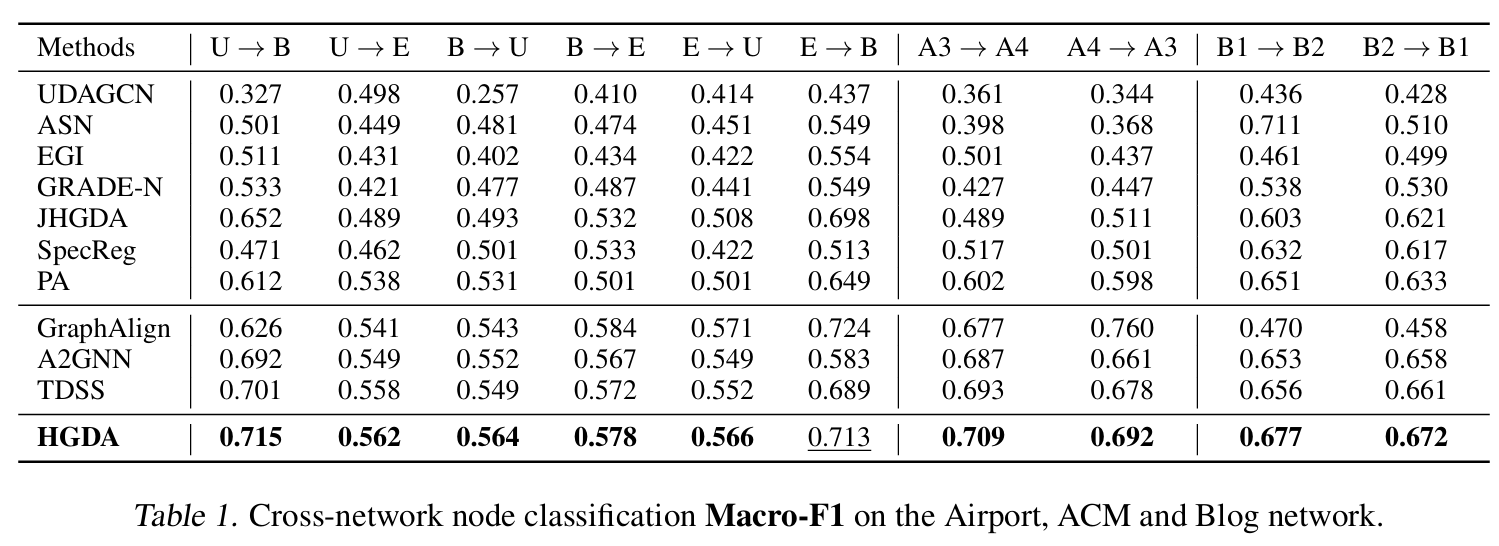 Methods U → B U → E B → U B → E E → U E → B A3 → A4 A4 → A3 B1 → B2 B2 → B1
UDAGCN 0.327 0.498 0.257 0.410 0.414 0.437 0.361 0.344 0.436 0.428
ASN 0.501 0.449 0.481 0.474 0.451 0.549 0.398 0.368 0.711 0.510
EGI 0.511 0.431 0.402 0.434 0.422 0.554 0.501 0.437 0.461 0.499
GRADE-N 0.533 0.421 0.477 0.487 0.441 0.549 0.427 0.447 0.538 0.530
JHGDA 0.652 0.489 0.493 0.532 0.508 0.698 0.489 0.511 0.603 0.621
SpecReg 0.471 0.462 0.501 0.533 0.422 0.513 0.517 0.501 0.632 0.617
PA 0.612 0.538 0.531 0.501 0.501 0.649 0.602 0.598 0.651 0.633
GraphAlign 0.626 0.541 0.543 0.584 0.571 0.724 0.677 0.760 0.470 0.458
A2GNN 0.692 0.549 0.552 0.567 0.549 0.583 0.687 0.661 0.653 0.658
TDSS 0.701 0.558 0.549 0.572 0.552 0.689 0.693 0.678 0.656 0.661
HGDA 0.715 0.562 0.564 0.578 0.566 0.713 0.709 0.692 0.677 0.672
Table 1. Cross-network node classification Macro-F1 on the Airport, ACM and Blog network.